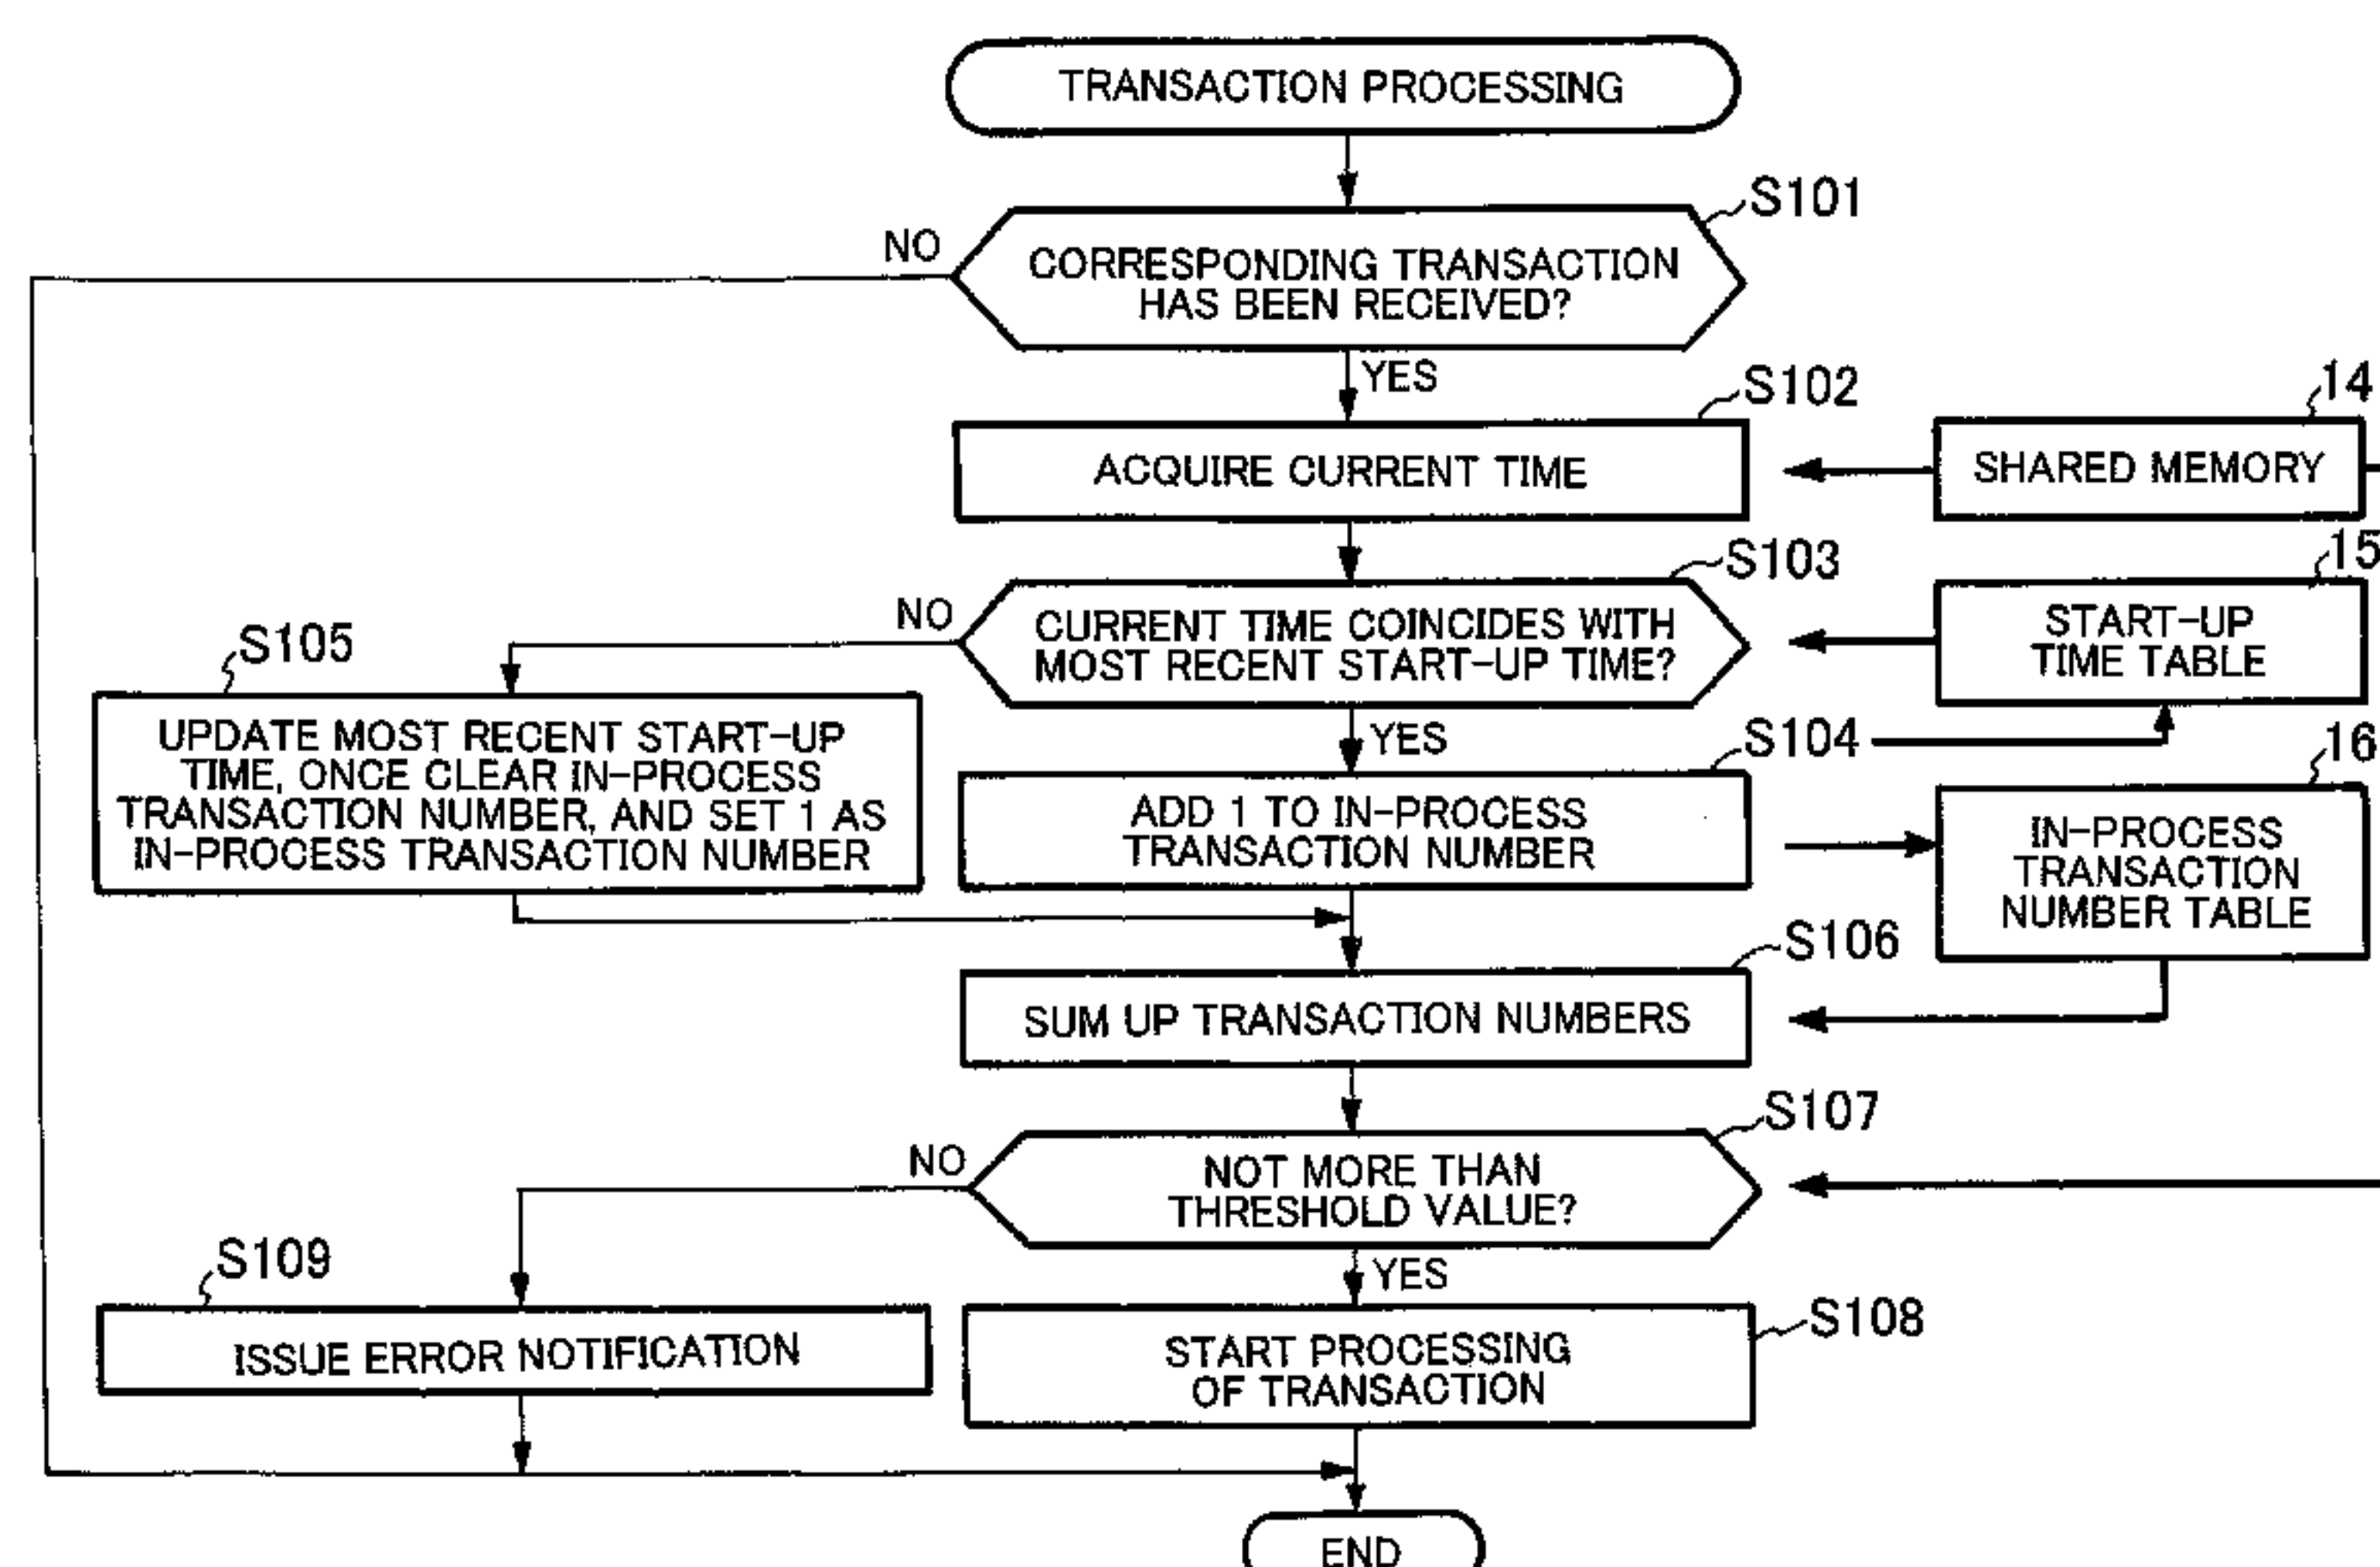 TRANSACTION PROCESSING
S101
NO
CORRESPONDING TRANSACTION
HAS BEEN RECEIVED?
YES
S102
14
ACQUIRE CURRENT TIME
SHARED MEMORY
S103
15
NO
CURRENT TIME COINCIDES WITH
MOST RECENT START-UP TIME?
START-UP
TIME TABLE
S105
UPDATE MOST RECENT START-UP
TIME, ONCE CLEAR IN-PROCESS
TRANSACTION NUMBER, AND SET 1 AS
IN-PROCESS TRANSACTION NUMBER
YES
S104
16
ADD 1 TO IN-PROCESS
TRANSACTION NUMBER
IN-PROCESS
TRANSACTION
NUMBER TABLE
S106
SUM UP TRANSACTION NUMBERS
S107
NO
NOT MORE THAN
THRESHOLD VALUE?
S109
YES
S108
ISSUE ERROR NOTIFICATION
START PROCESSING
OF TRANSACTION
END